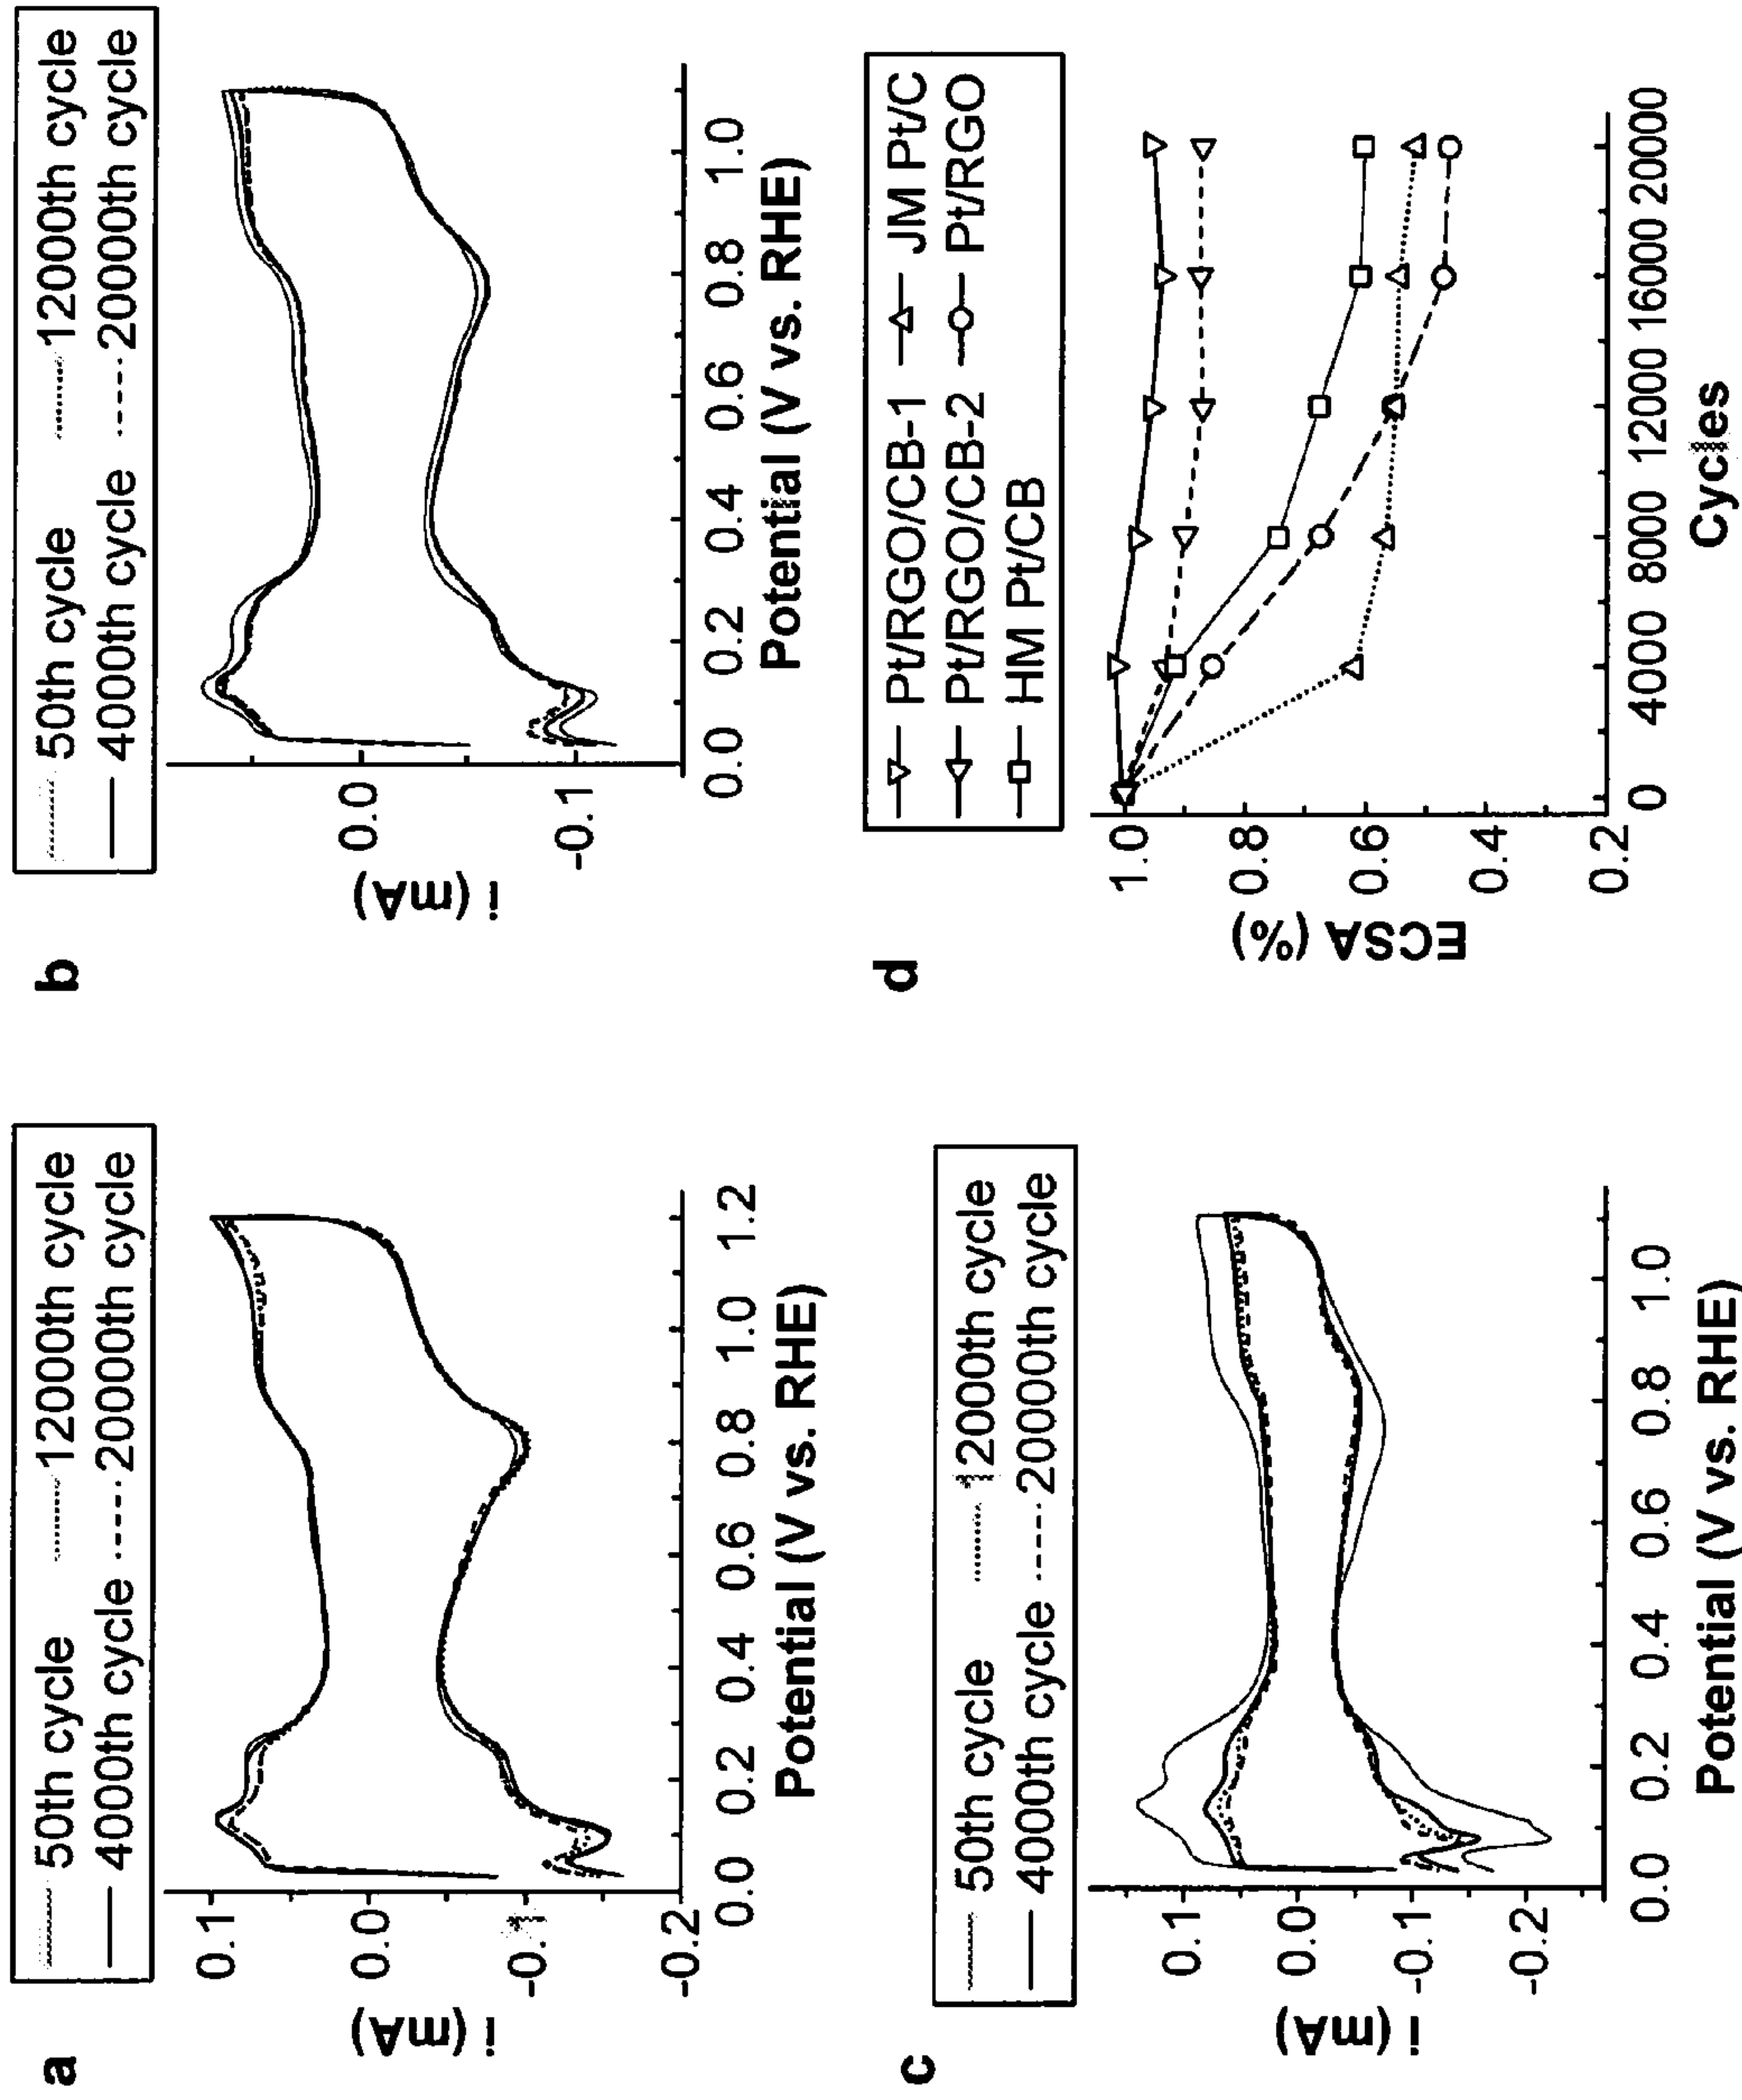 a
50th cycle 12000th cycle
4000th cycle 20000th cycle
i (mA)
0.1
0.0
-0.1
-0.2
0.0 0.2 0.4 0.6 0.8 1.0 1.2
Potential (V vs. RHE)
b
50th cycle 12000th cycle
4000th cycle 20000th cycle
i (mA)
0.0
-0.1
0.0 0.2 0.4 0.6 0.8 1.0
Potential (V vs. RHE)
c
50th cycle 12000th cycle
4000th cycle 20000th cycle
i (mA)
0.1
0.0
-0.1
-0.2
0.0 0.2 0.4 0.6 0.8 1.0
Potential (V vs. RHE)
d
Pt/RGO/CB-1 JM Pt/C
Pt/RGO/CB-2 Pt/RGO
HM Pt/CB
ECSA (%)
1.0
0.8
0.6
0.4
0.2
0 4000 8000 12000 16000 20000
Cycles